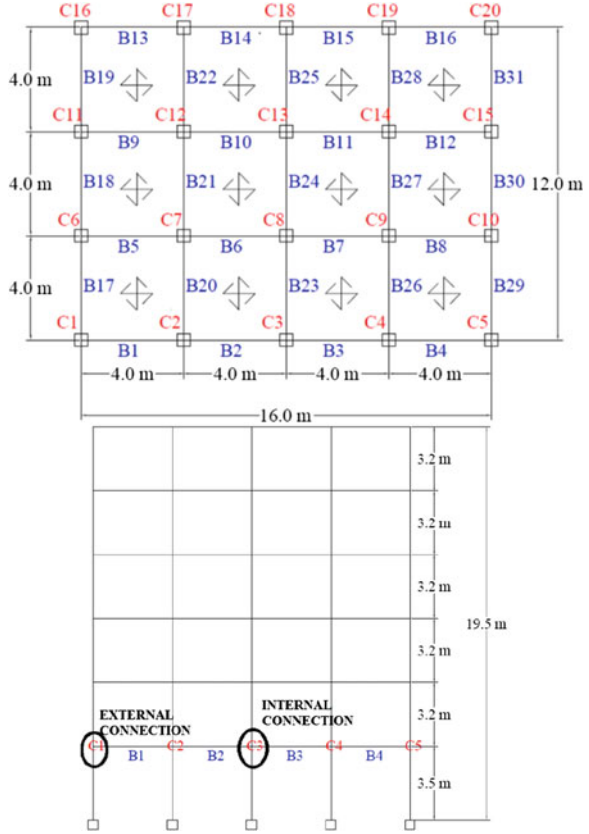 C16 C17 C18 C19 C20
B13 B14 B15 B16
4.0 m B19 B22 B25 B28 B31
C11 C12 C13 C14 C15
B9 B10 B11 B12
4.0 m B18 B21 B24 B27 B30 12.0 m
C6 C7 C8 C9 C10
B5 B6 B7 B8
4.0 m B17 B20 B23 B26 B29
C1 C2 C3 C4 C5
B1 B2 B3 B4
4.0 m 4.0 m 4.0 m 4.0 m
16.0 m
3.2 m
3.2 m
3.2 m
19.5 m
3.2 m
EXTERNAL
CONNECTION
INTERNAL
CONNECTION
3.2 m
C1 C2 C3 C4 C5
B1 B2 B3 B4
3.5 m